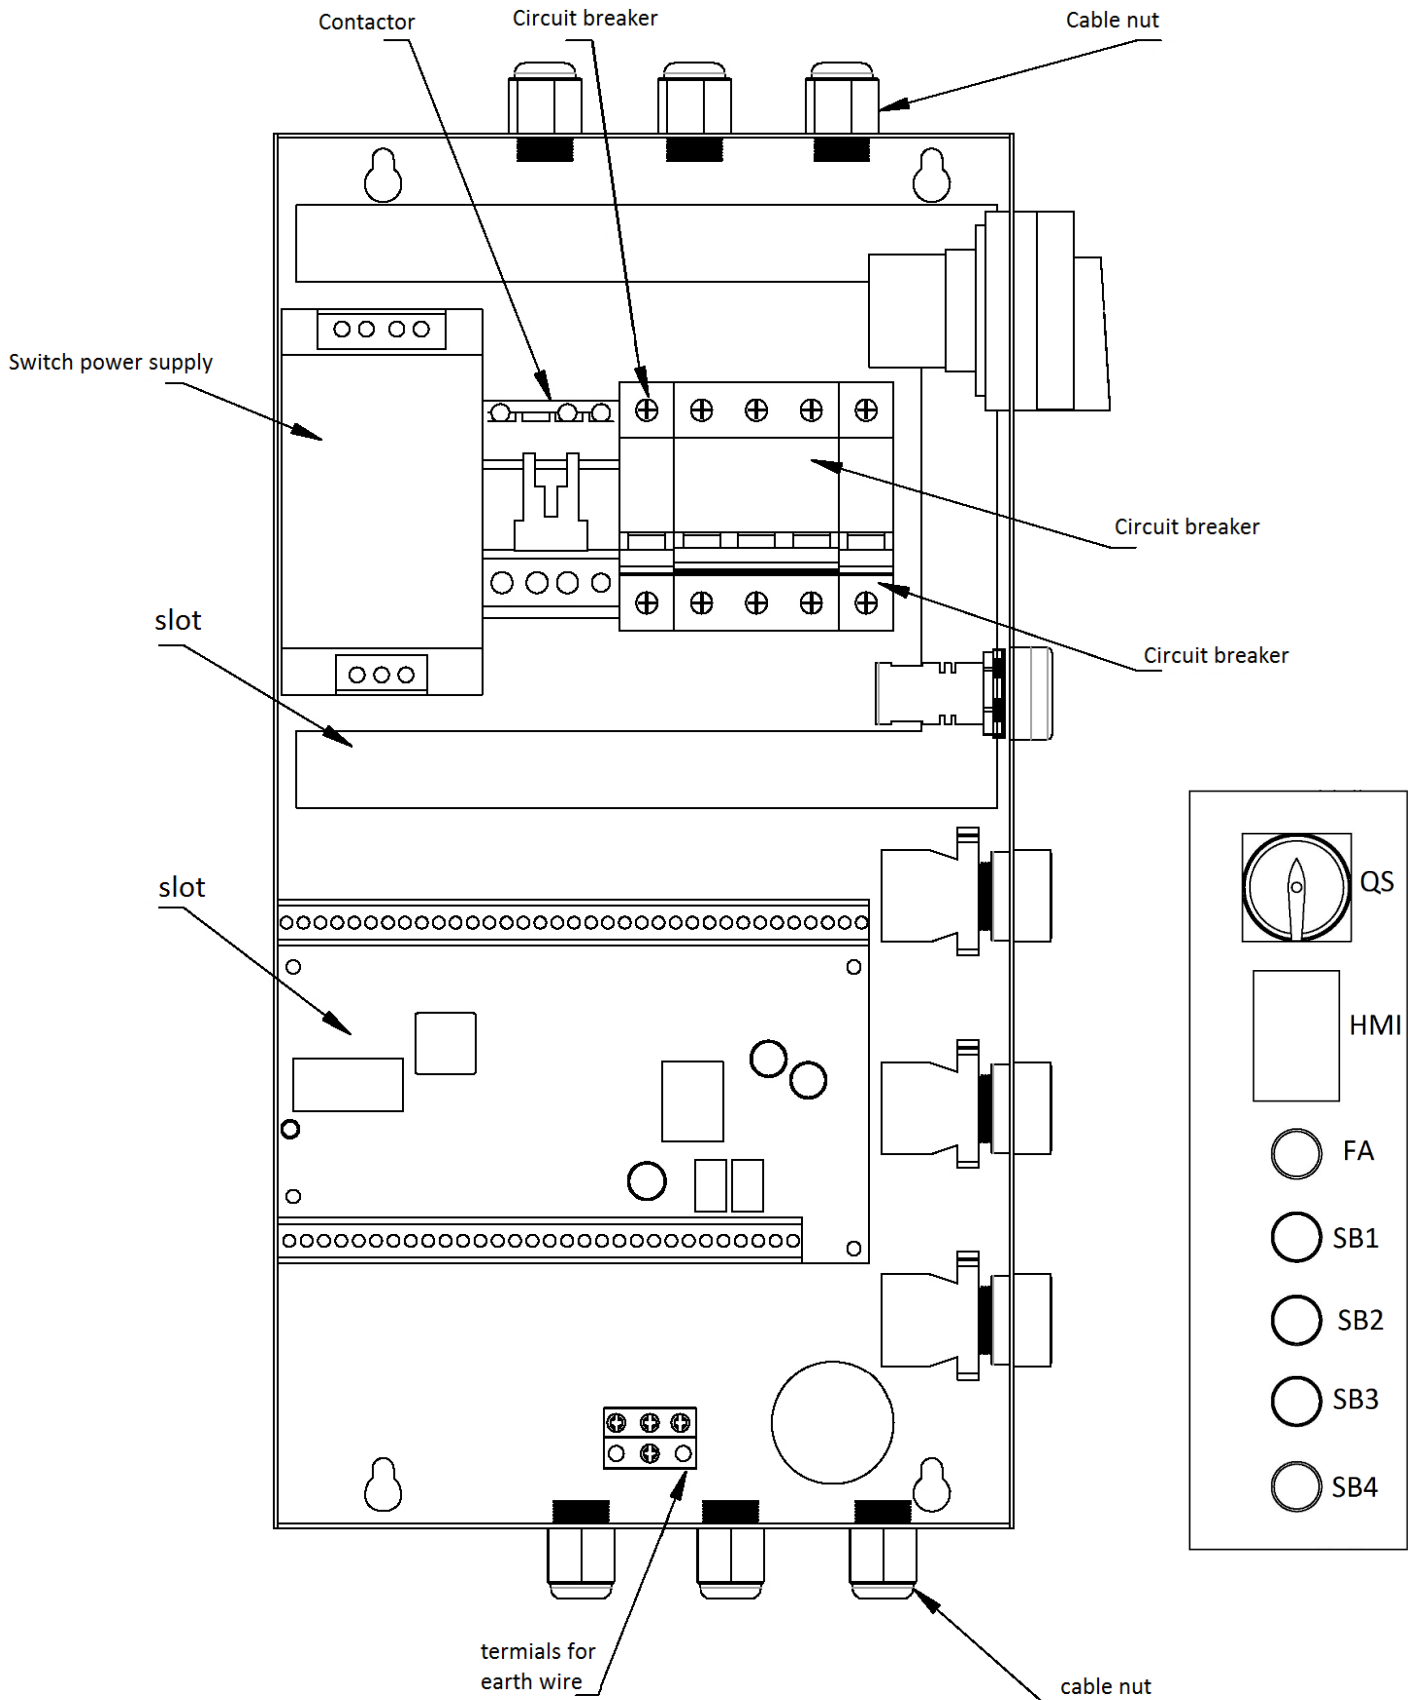 Contactor
Circuit breaker
Cable nut
Switch power supply
Circuit breaker
slot
Circuit breaker
slot
QS
HMI
FA
SB1
SB2
SB3
SB4
termials for
earth wire
cable nut